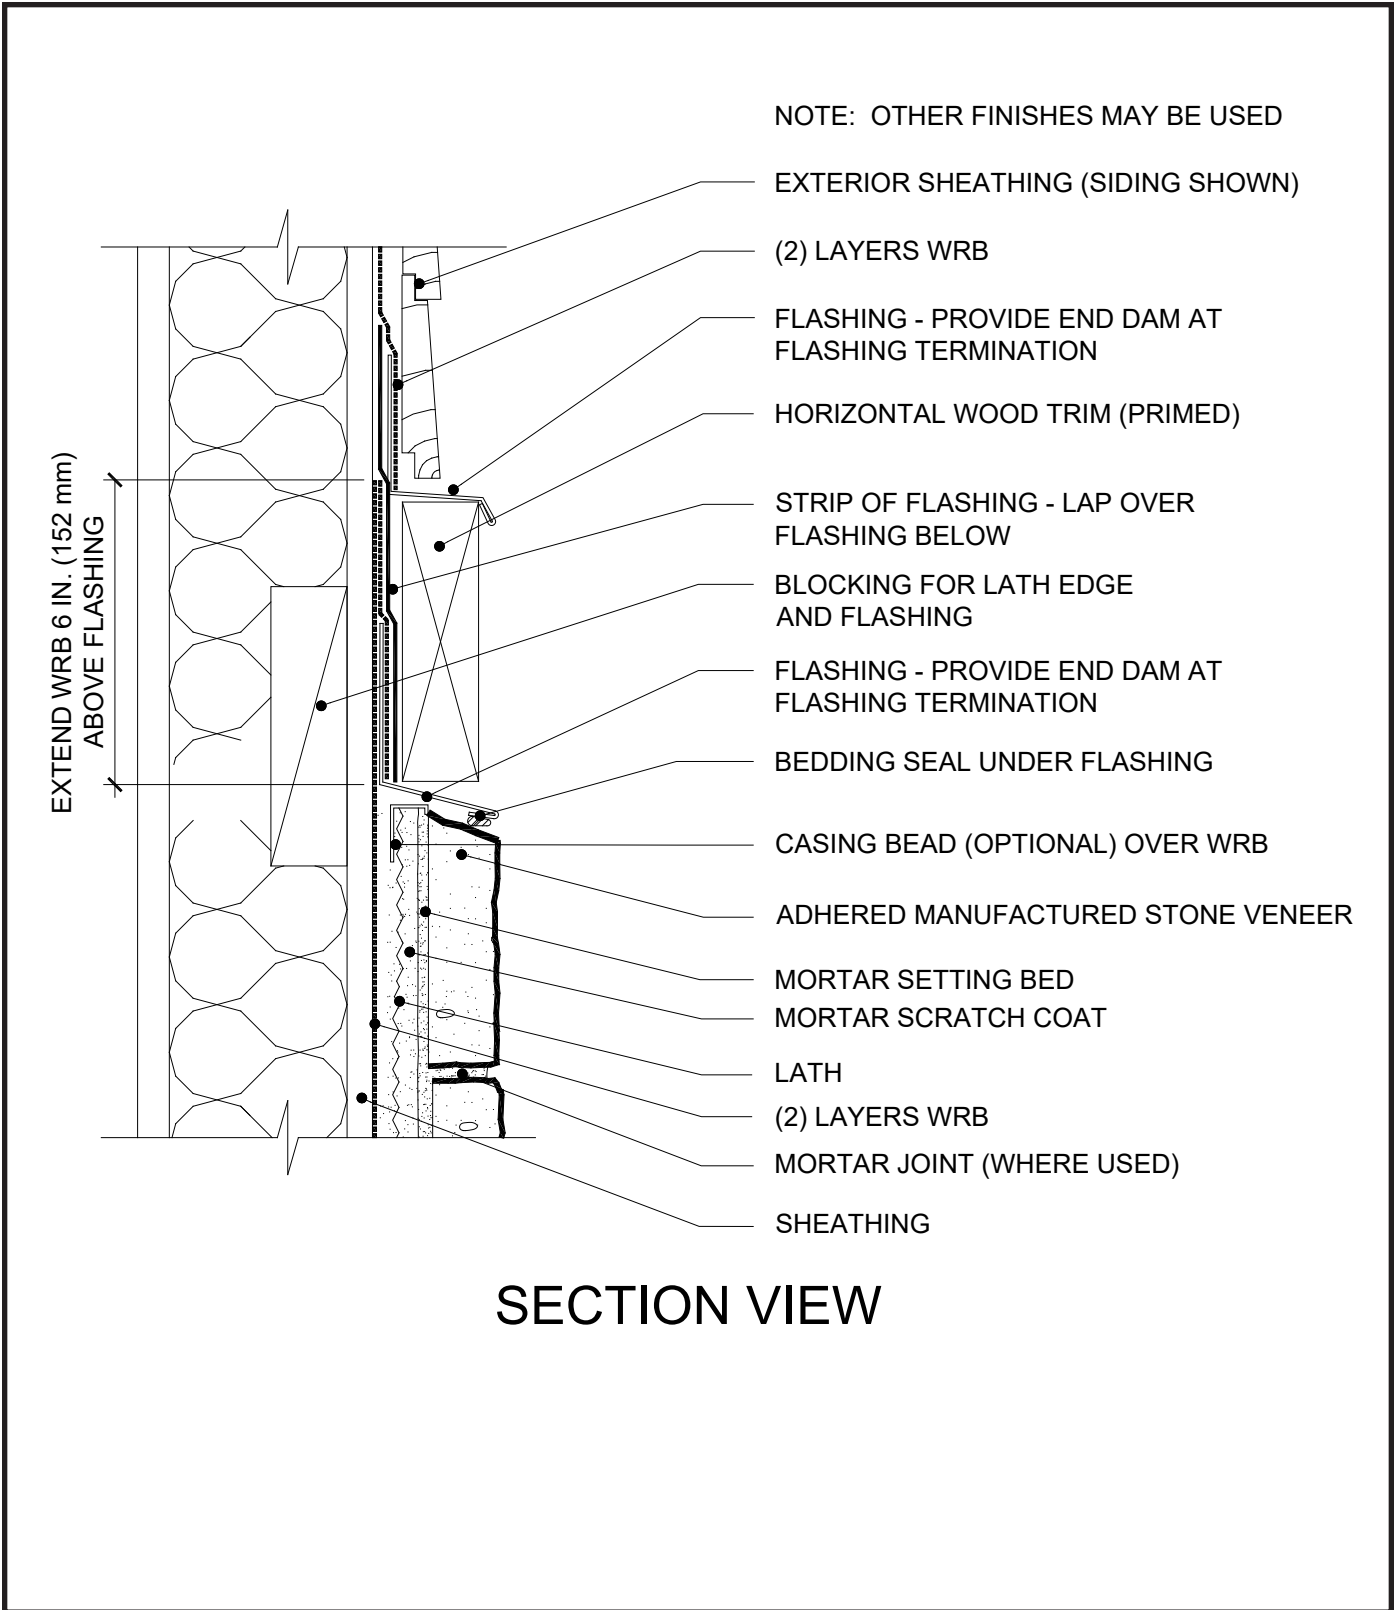 NOTE: OTHER FINISHES MAY BE USED
EXTERIOR SHEATHING (SIDING SHOWN)
(2) LAYERS WRB
FLASHING - PROVIDE END DAM AT
FLASHING TERMINATION
HORIZONTAL WOOD TRIM (PRIMED)
STRIP OF FLASHING - LAP OVER
FLASHING BELOW
BLOCKING FOR LATH EDGE
AND FLASHING
FLASHING - PROVIDE END DAM AT
FLASHING TERMINATION
BEDDING SEAL UNDER FLASHING
CASING BEAD (OPTIONAL) OVER WRB
ADHERED MANUFACTURED STONE VENEER
MORTAR SETTING BED
MORTAR SCRATCH COAT
LATH
(2) LAYERS WRB
MORTAR JOINT (WHERE USED)
SHEATHING
EXTEND WRB 6 IN. (152 mm)
ABOVE FLASHING
SECTION VIEW